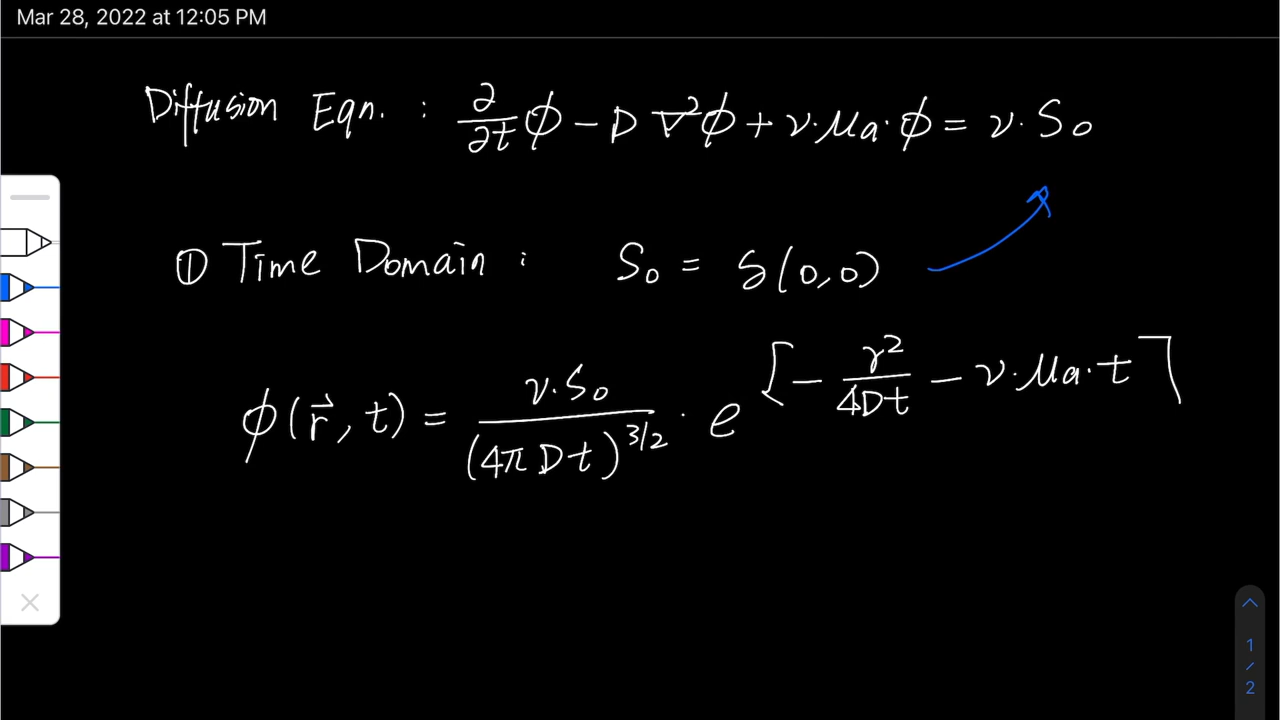 Mar 28, 2022 at 12:05 PM
Diffusion Eqn. : ∂/∂t ϕ − D ∇²ϕ + ν·μa·ϕ = ν·S₀
① Time Domain : S₀ = δ(0,0)
ϕ(r⃗, t) = ν·S₀/(4πDt)^3/2 · e^[− r²/4Dt − ν·μa·t]
1
/
2